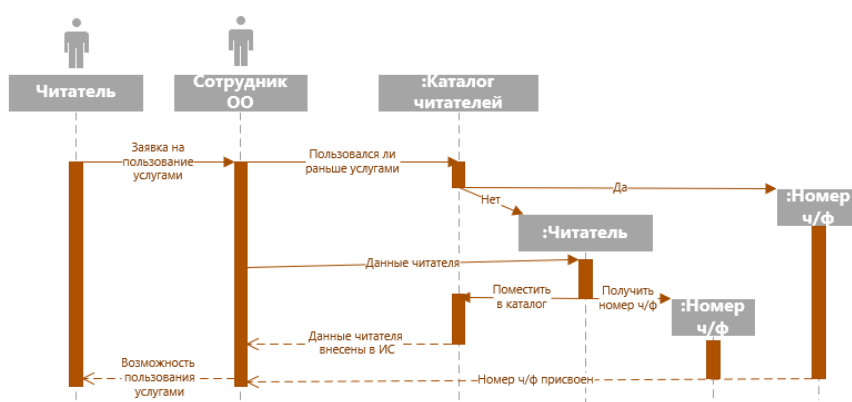 Читатель
Сотрудник
ОО
:Каталог
читателей
Заявка на
пользование
услугами
Пользовался ли
раньше услугами
Да
Нет
:Номер
ч/ф
:Читатель
Данные читателя
Поместить
в каталог
Получить
номер ч/ф
:Номер
ч/ф
Данные читателя
внесены в ИС
Возможность
пользования
услугами
Номер ч/ф присвоен